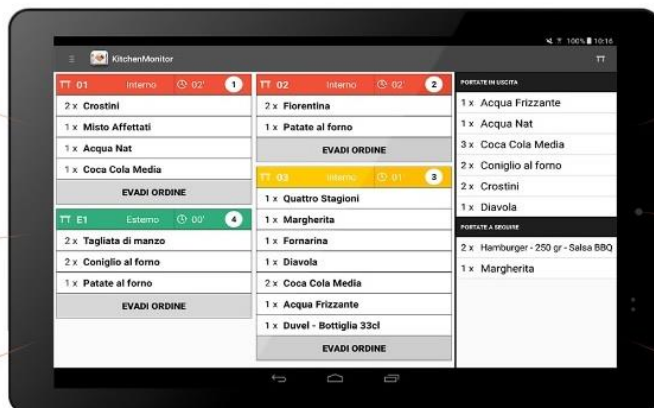 100% 10:16
KitchenMonitor
01 Interno 02' 1
2 x Crostini
1 x Misto Affettati
1 x Acqua Nat
1 x Coca Cola Media
EVADI ORDINE
E1 Esterno 00' 4
2 x Tagliata di manzo
2 x Coniglio al forno
1 x Patate al forno
EVADI ORDINE
02 Interno 02' 2
2 x Fiorentina
1 x Patate al forno
EVADI ORDINE
03 Interno 01' 3
1 x Quattro Stagioni
1 x Margherita
1 x Fornarina
1 x Diavola
2 x Coca Cola Media
1 x Acqua Frizzante
1 x Duvel - Bottiglia 33cl
EVADI ORDINE
PORTATE IN USCITA
1 x Acqua Frizzante
1 x Acqua Nat
3 x Coca Cola Media
2 x Coniglio al forno
2 x Crostini
1 x Diavola
PORTATE A SEGUIRE
2 x Hamburger - 250 gr - Salsa BBQ
1 x Margherita